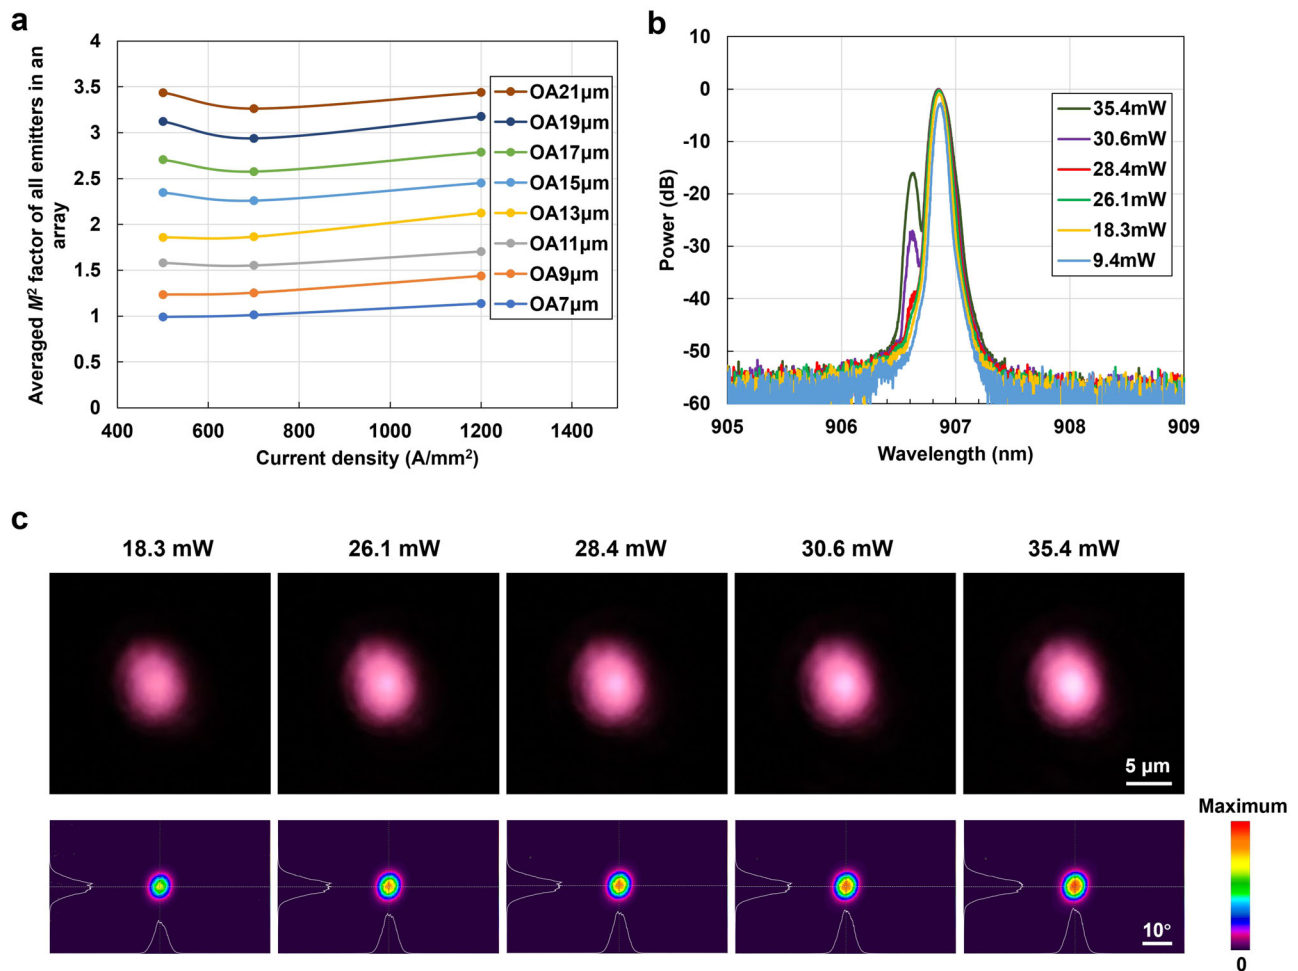 a
Averaged M² factor of all emitters in an
array
4
3.5
3
2.5
2
1.5
1
0.5
0
400
600
800
1000
1200
1400
Current density (A/mm²)
OA21μm
OA19μm
OA17μm
OA15μm
OA13μm
OA11μm
OA9μm
OA7μm
b
Power (dB)
10
0
-10
-20
-30
-40
-50
-60
905
906
907
908
909
Wavelength (nm)
35.4mW
30.6mW
28.4mW
26.1mW
18.3mW
9.4mW
c
18.3 mW
26.1 mW
28.4 mW
30.6 mW
35.4 mW
5 μm
Maximum
10°
0